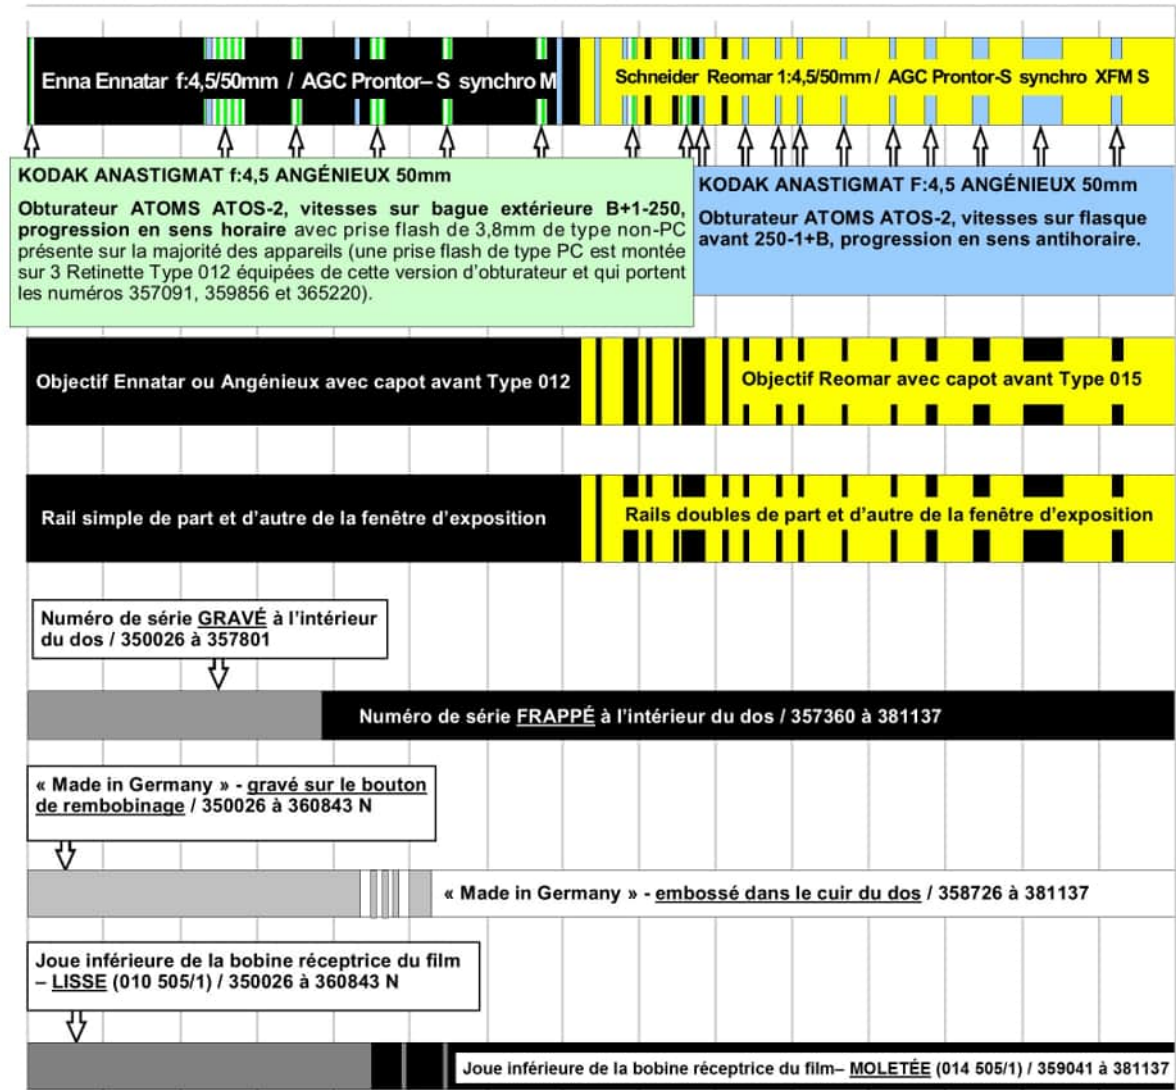 Enna Ennatar f:4,5/50mm / AGC Prontor– S synchro M
Schneider Reomar 1:4,5/50mm / AGC Prontor-S synchro XFM S
KODAK ANASTIGMAT f:4,5 ANGÉNIEUX 50mm
Obturateur ATOMS ATOS-2, vitesses sur bague extérieure B+1-250,
progression en sens horaire avec prise flash de 3,8mm de type non-PC
présente sur la majorité des appareils (une prise flash de type PC est montée
sur 3 Retinette Type 012 équipées de cette version d’obturateur et qui portent
les numéros 357091, 359856 et 365220).
KODAK ANASTIGMAT F:4,5 ANGÉNIEUX 50mm
Obturateur ATOMS ATOS-2, vitesses sur flasque
avant 250-1+B, progression en sens antihoraire.
Objectif Ennatar ou Angénieux avec capot avant Type 012
Objectif Reomar avec capot avant Type 015
Rail simple de part et d’autre de la fenêtre d’exposition
Rails doubles de part et d’autre de la fenêtre d’exposition
Numéro de série GRAVÉ à l’intérieur
du dos / 350026 à 357801
Numéro de série FRAPPÉ à l’intérieur du dos / 357360 à 381137
« Made in Germany » - gravé sur le bouton
de rembobinage / 350026 à 360843 N
« Made in Germany » - embossé dans le cuir du dos / 358726 à 381137
Joue inférieure de la bobine réceptrice du film
– LISSE (010 505/1) / 350026 à 360843 N
Joue inférieure de la bobine réceptrice du film– MOLETÉE (014 505/1) / 359041 à 381137